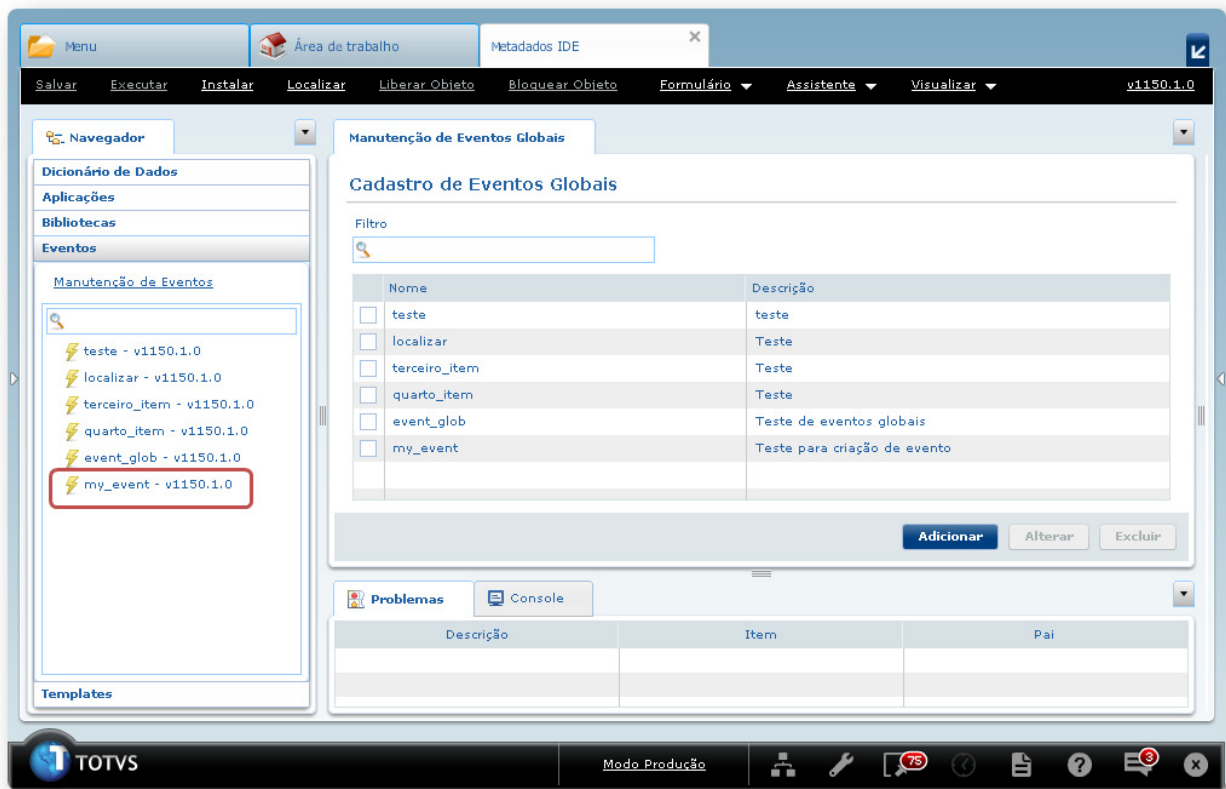 Menu
Área de trabalho
Metadados IDE
Salvar Executar Instalar Localizar Liberar Objeto Bloquear Objeto Formulário Assistente Visualizar v1150.1.0
Navegador
Dicionário de Dados
Aplicações
Bibliotecas
Eventos
Manutenção de Eventos
teste - v1150.1.0
localizar - v1150.1.0
terceiro_item - v1150.1.0
quarto_item - v1150.1.0
event_glob - v1150.1.0
my_event - v1150.1.0
Templates
Manutenção de Eventos Globais
Cadastro de Eventos Globais
Filtro
Nome Descrição
teste teste
localizar Teste
terceiro_item Teste
quarto_item Teste
event_glob Teste de eventos globais
my_event Teste para criação de evento
Adicionar Alterar Excluir
Problemas Console
Descrição Item Pai
TOTVS Modo Produção 75 3